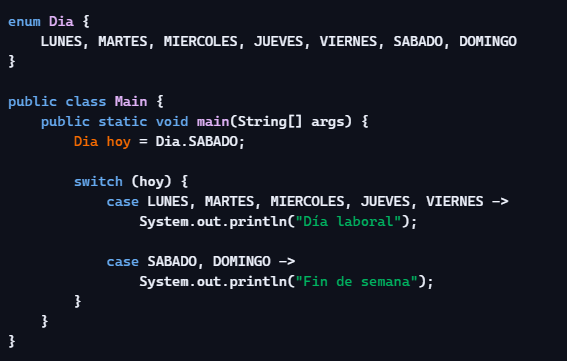 enum Dia {
    LUNES, MARTES, MIERCOLES, JUEVES, VIERNES, SABADO, DOMINGO
}

public class Main {
    public static void main(String[] args) {
        Dia hoy = Dia.SABADO;

        switch (hoy) {
            case LUNES, MARTES, MIERCOLES, JUEVES, VIERNES ->
                System.out.println("Día laboral");

            case SABADO, DOMINGO ->
                System.out.println("Fin de semana");
        }
    }
}